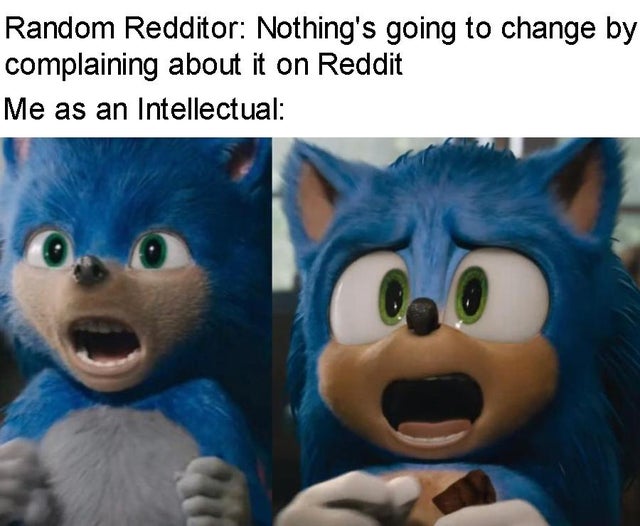 Random Redditor: Nothing's going to change by
complaining about it on Reddit
Me as an Intellectual: